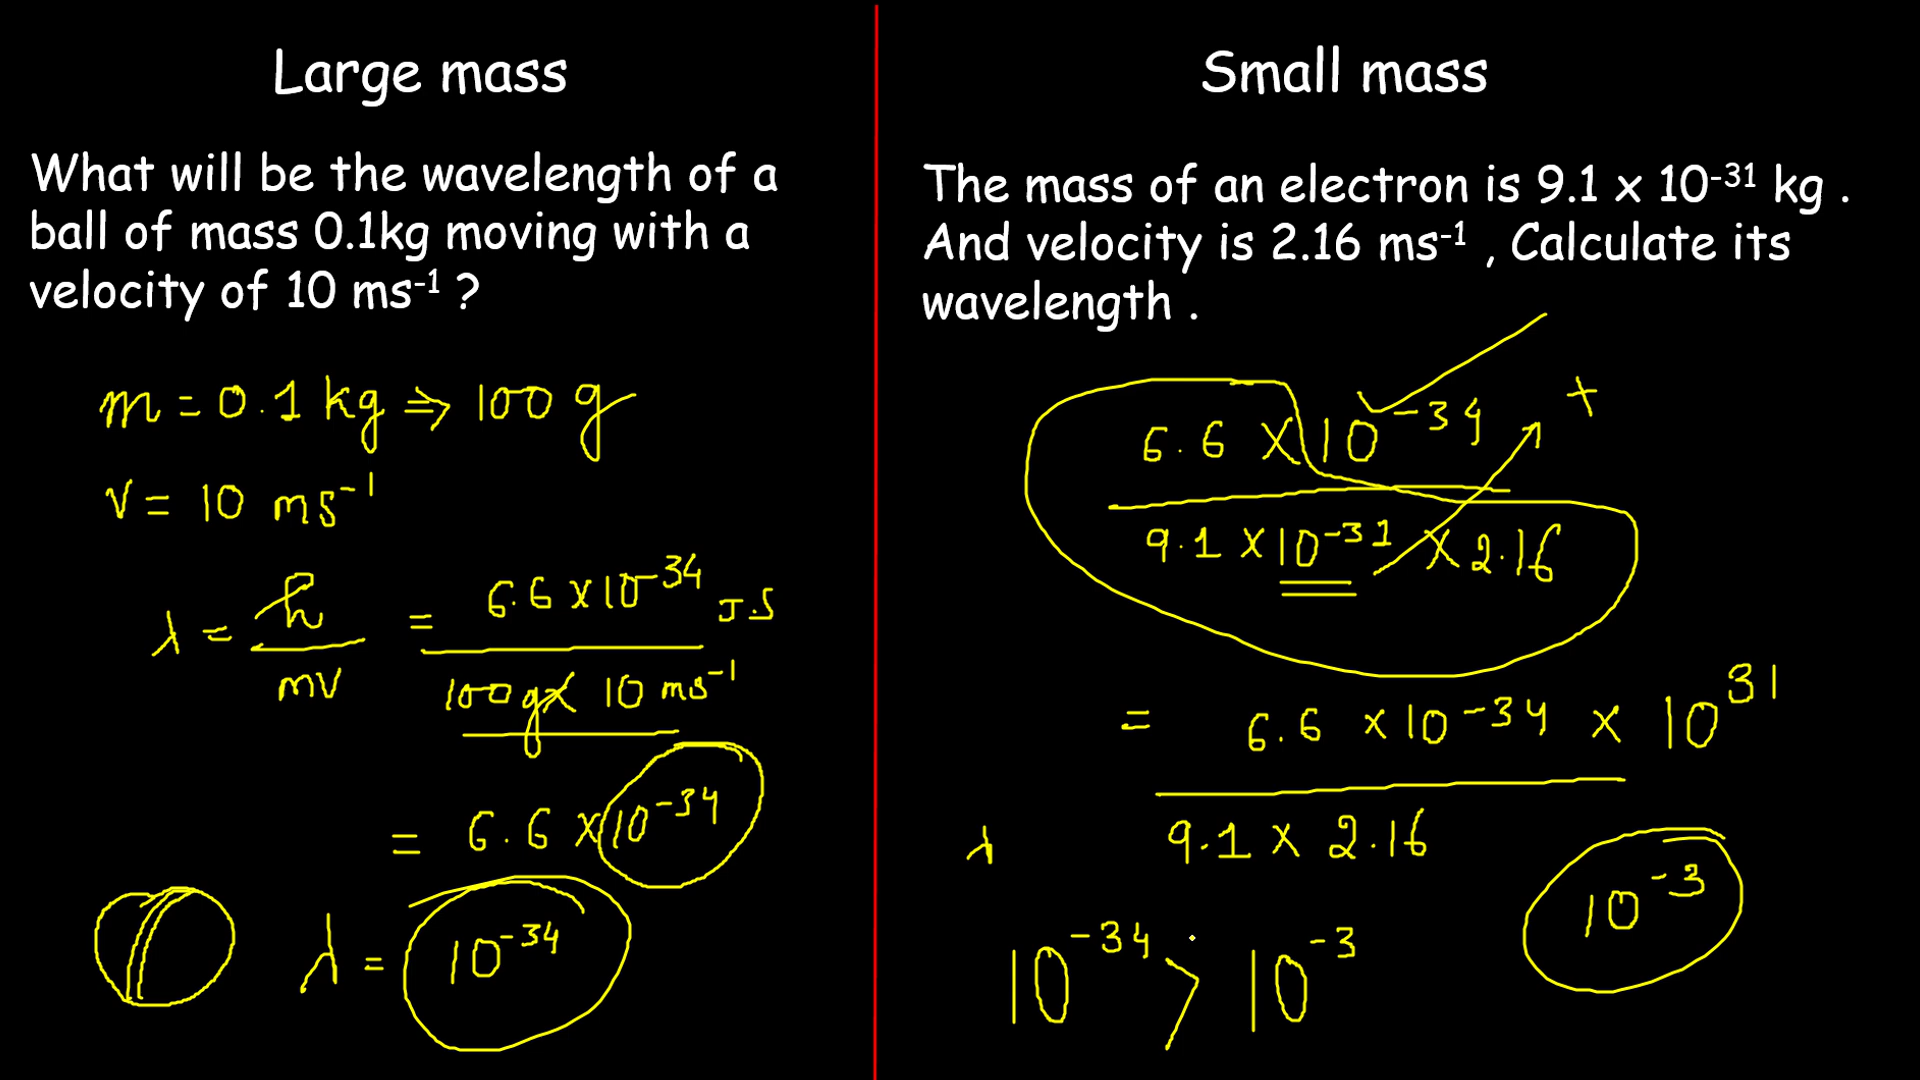 Large mass
What will be the wavelength of a
ball of mass 0.1kg moving with a
velocity of 10 ms⁻¹ ?
m = 0.1 kg ⇒ 100 g
v = 10 ms⁻¹
λ = h/mv = 6.6 × 10⁻³⁴ J.S / 100 g × 10 ms⁻¹
= 6.6 × 10⁻³⁴
λ = 10⁻³⁴
Small mass
The mass of an electron is 9.1 x 10⁻³¹ kg .
And velocity is 2.16 ms⁻¹ , Calculate its
wavelength .
6.6 × 10⁻³⁴ +
9.1 × 10⁻³¹ × 2.16
= 6.6 × 10⁻³⁴ × 10³¹
λ 9.1 × 2.16
10⁻³
10⁻³⁴ > 10⁻³